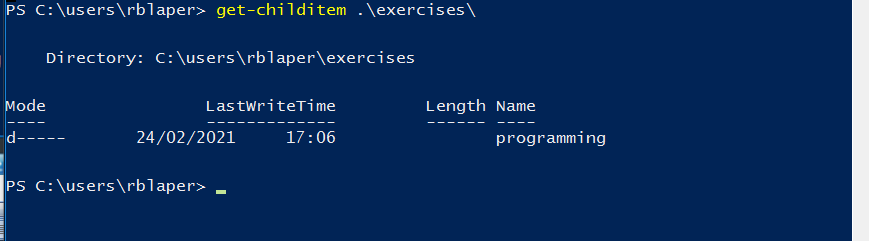 PS C:\users\rblaper> get-childitem .\exercises\
Directory: C:\users\rblaper\exercises
Mode LastWriteTime Length Name
---- ------------- ------ ----
d----- 24/02/2021 17:06 programming
PS C:\users\rblaper>